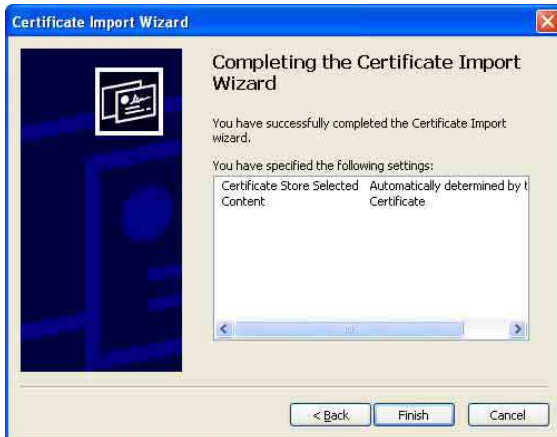 Certificate Import Wizard
Completing the Certificate Import
Wizard
You have successfully completed the Certificate Import
wizard.
You have specified the following settings:
Certificate Store Selected Automatically determined by t
Content Certificate
< Back Finish Cancel